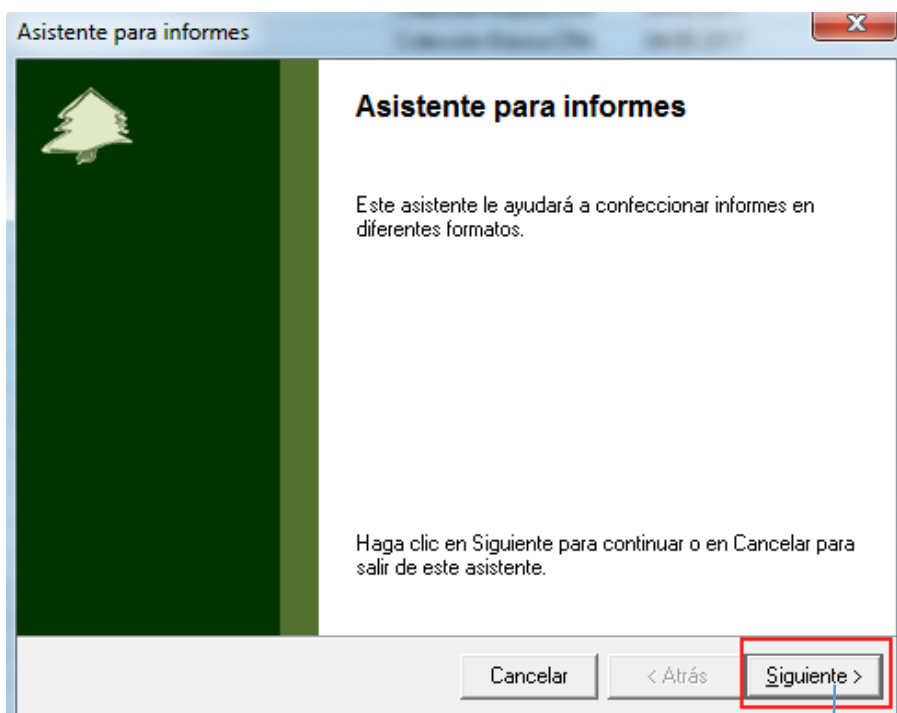 Asistente para informes
Asistente para informes
Este asistente le ayudará a confeccionar informes en
diferentes formatos.
Haga clic en Siguiente para continuar o en Cancelar para
salir de este asistente.
Cancelar
< Atrás
Siguiente >